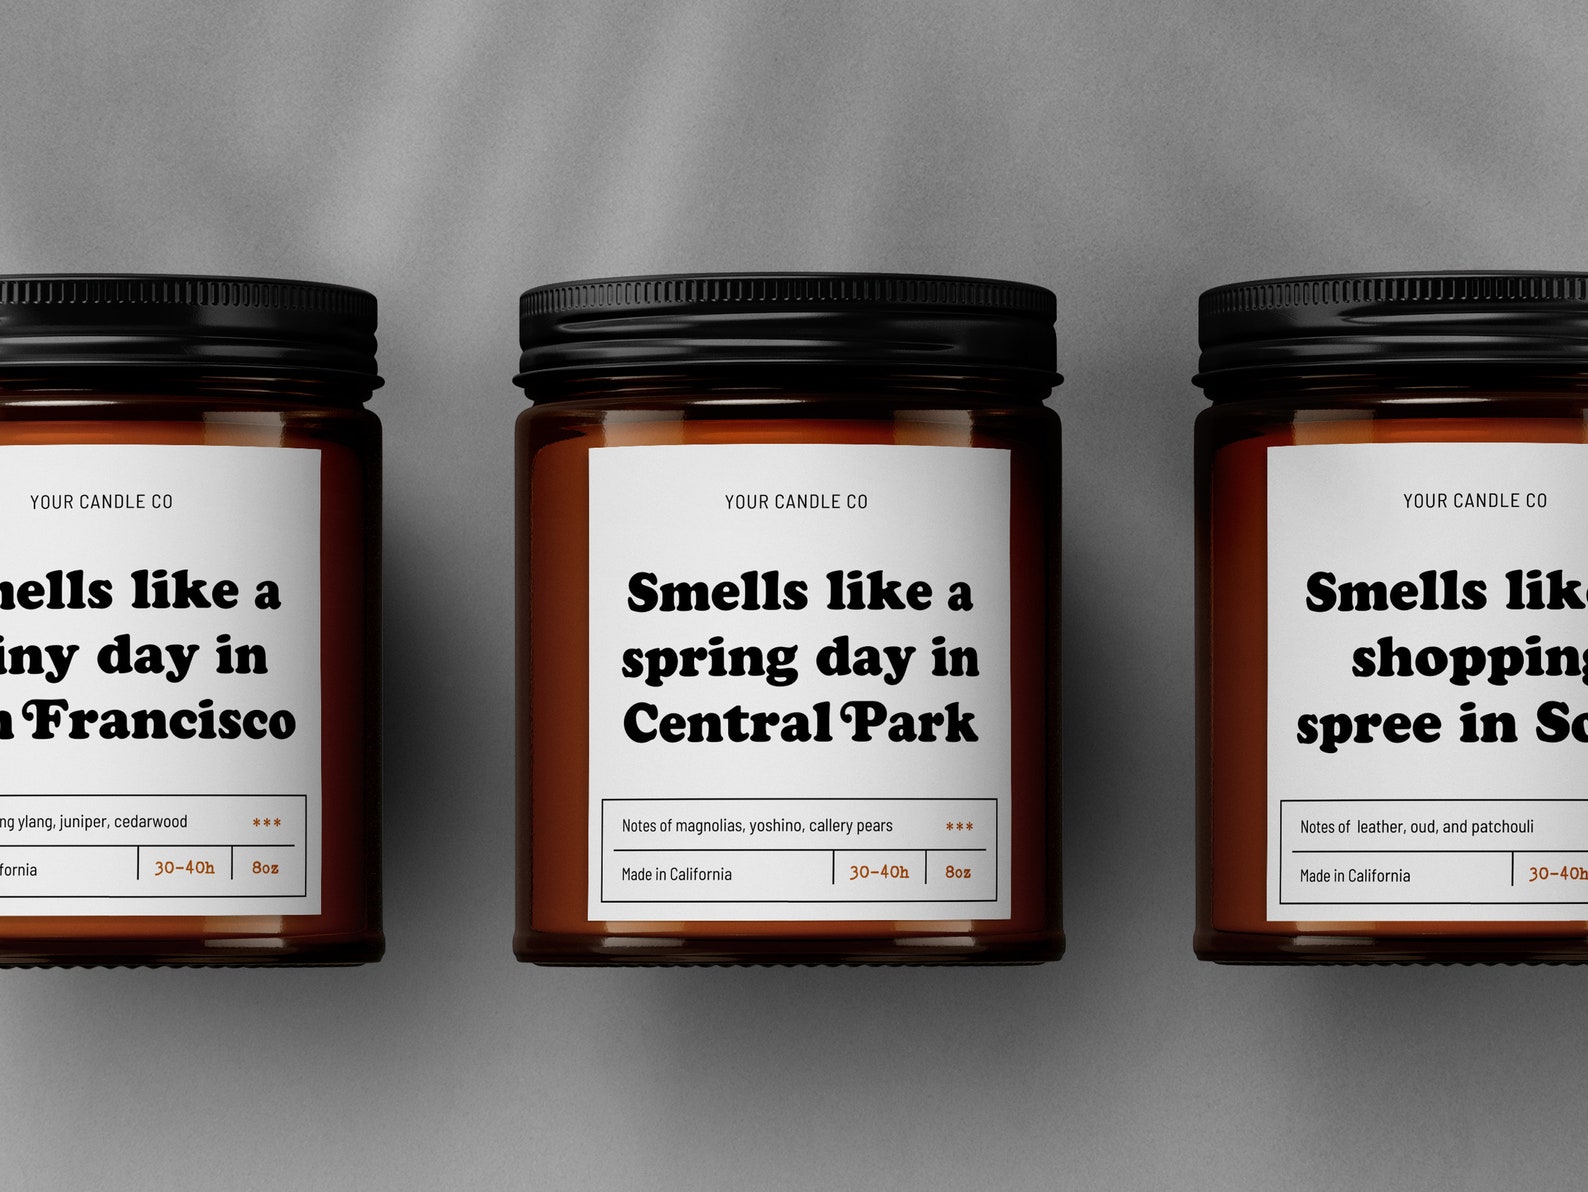 YOUR CANDLE CO
mells like a
iny day in
n Francisco
ng ylang, juniper, cedarwood ***
fornia 30-40h 8oz
YOUR CANDLE CO
Smells like a
spring day in
Central Park
Notes of magnolias, yoshino, callery pears ***
Made in California 30-40h 8oz
YOUR CANDLE CO
Smells lik
shopping
spree in So
Notes of leather, oud, and patchouli
Made in California 30-40h